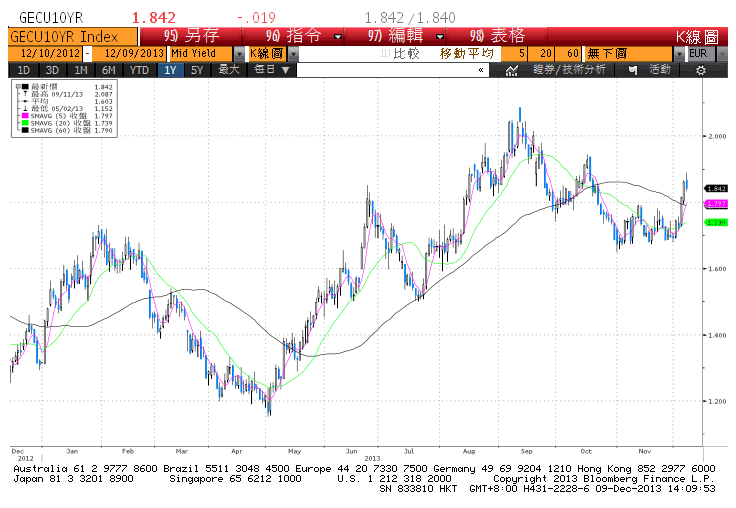 GECU10YR 1.842 -.019 1.842/1.840
GECU10YR Index 95) 另存 96) 指令 97) 編輯 98) 表格 K線圖
12/10/2012 - 12/09/2013 Mid Yield K線圖 比較 移動平均 5 20 60 無下圖 EUR
1D 3D 1M 6M YTD 1Y 5Y 最大 每日 ▼ « 證券/技術分析 活動
最新價 1.842
最高 09/11/13 2.087
平均 1.603
最低 05/02/13 1.152
SMAVG (5) 收盤 1.797
SMAVG (20) 收盤 1.739
SMAVG (60) 收盤 1.790
2.000
1.842
1.797
1.739
1.600
1.400
1.200
Dec Jan Feb Mar Apr May Jun Jul Aug Sep Oct Nov
2012 2013
Australia 61 2 9777 8600 Brazil 5511 3048 4500 Europe 44 20 7330 7500 Germany 49 69 9204 1210 Hong Kong 852 2977 6000
Japan 81 3 3201 8900 Singapore 65 6212 1000 U.S. 1 212 318 2000 Copyright 2013 Bloomberg Finance L.P.
SN 833810 HKT GMT+8:00 H431-2228-6 09-Dec-2013 14:09:53